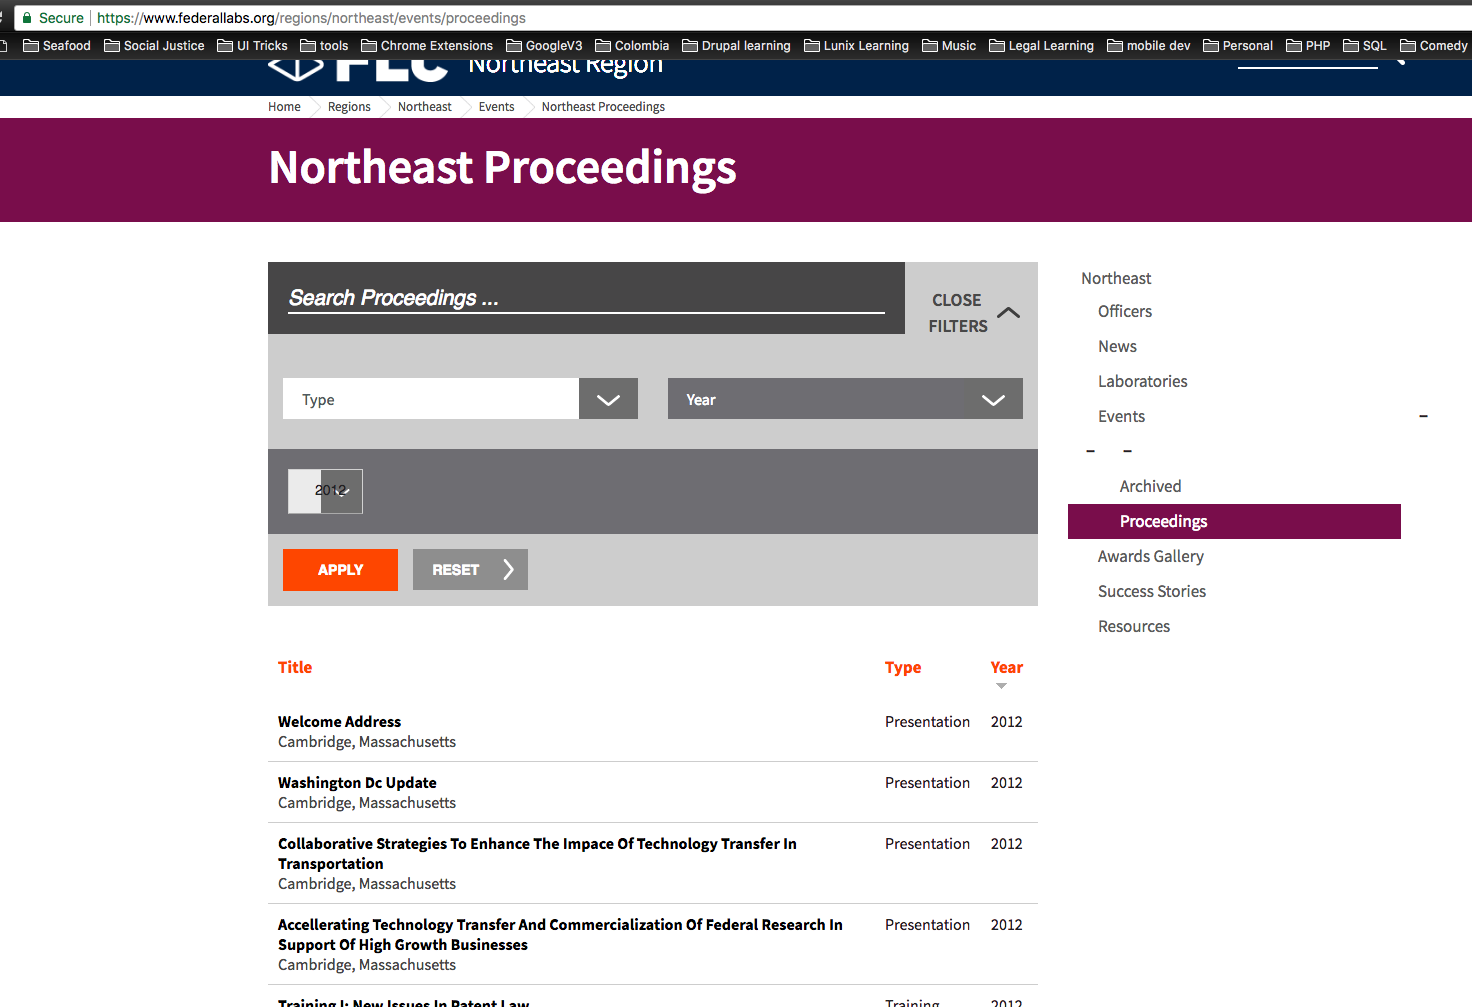 Secure https://www.federallabs.org/regions/northeast/events/proceedings
Seafood Social Justice UI Tricks tools Chrome Extensions GoogleV3 Colombia Drupal learning Lunix Learning Music Legal Learning mobile dev Personal PHP SQL Comedy
FLC Northeast Region
Home Regions Northeast Events Northeast Proceedings
Northeast Proceedings
Search Proceedings ...
CLOSE
FILTERS
Type
Year
2012
APPLY
RESET
Title Type Year
Welcome Address Presentation 2012
Cambridge, Massachusetts
Washington Dc Update Presentation 2012
Cambridge, Massachusetts
Collaborative Strategies To Enhance The Impace Of Technology Transfer In Presentation 2012
Transportation
Cambridge, Massachusetts
Accellerating Technology Transfer And Commercialization Of Federal Research In Presentation 2012
Support Of High Growth Businesses
Cambridge, Massachusetts
Training I: New Issues In Patent Law Training 2012
Northeast
Officers
News
Laboratories
Events -
- -
Archived
Proceedings
Awards Gallery
Success Stories
Resources